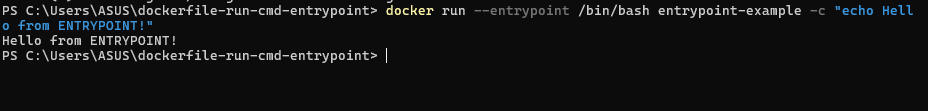 PS C:\Users\ASUS\dockerfile-run-cmd-entrypoint> docker run --entrypoint /bin/bash entrypoint-example -c "echo Hell
o from ENTRYPOINT!"
Hello from ENTRYPOINT!
PS C:\Users\ASUS\dockerfile-run-cmd-entrypoint>